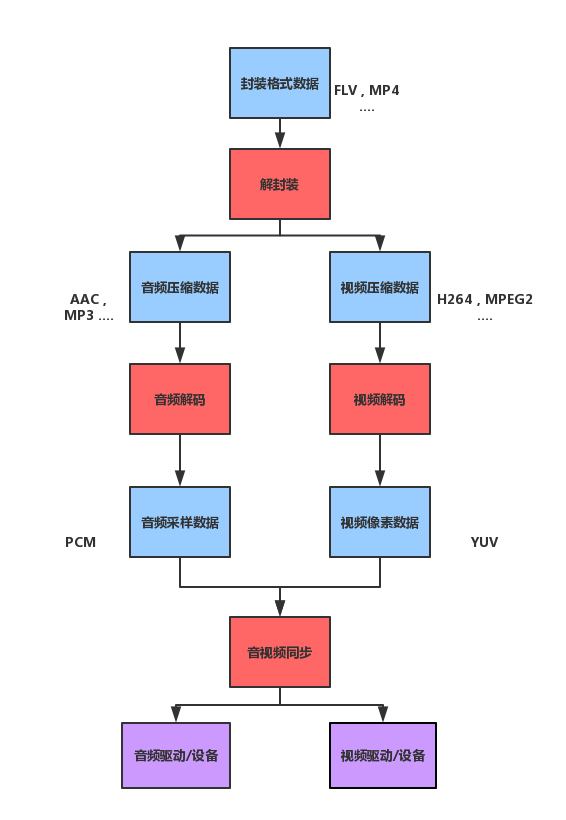 封装格式数据
FLV , MP4
....
解封装
音频压缩数据
视频压缩数据
AAC ,
MP3 ....
H264 , MPEG2
....
音频解码
视频解码
音频采样数据
视频像素数据
PCM
YUV
音视频同步
音频驱动/设备
视频驱动/设备